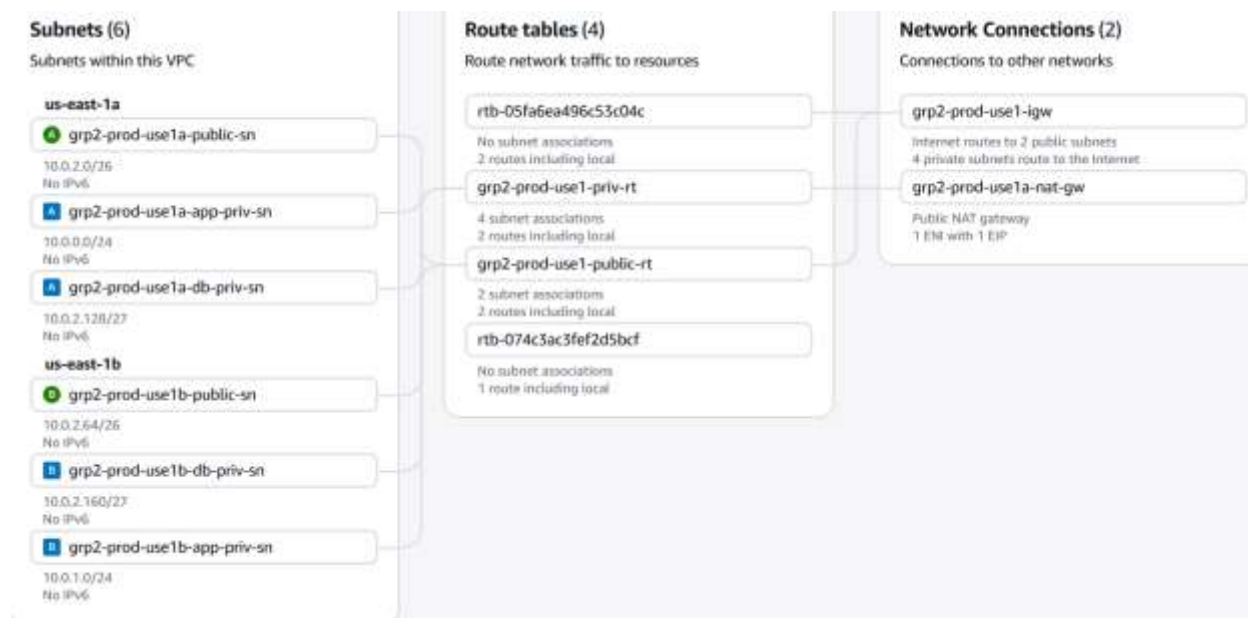 Subnets (6)
Subnets within this VPC
us-east-1a
A grp2-prod-use1a-public-sn
10.0.2.0/26
No IPv6
A grp2-prod-use1a-app-priv-sn
10.0.0.0/24
No IPv6
A grp2-prod-use1a-db-priv-sn
10.0.2.128/27
No IPv6
us-east-1b
B grp2-prod-use1b-public-sn
10.0.2.64/26
No IPv6
B grp2-prod-use1b-db-priv-sn
10.0.2.160/27
No IPv6
B grp2-prod-use1b-app-priv-sn
10.0.1.0/24
No IPv6
Route tables (4)
Route network traffic to resources
rtb-05fa6ea496c53c04c
No subnet associations
2 routes including local
grp2-prod-use1-priv-rt
4 subnet associations
2 routes including local
grp2-prod-use1-public-rt
2 subnet associations
2 routes including local
rtb-074c3ac3fef2d5bcf
No subnet associations
1 route including local
Network Connections (2)
Connections to other networks
grp2-prod-use1-igw
Internet routes to 2 public subnets
4 private subnets route to the Internet
grp2-prod-use1a-nat-gw
Public NAT gateway
1 ENI with 1 EIP